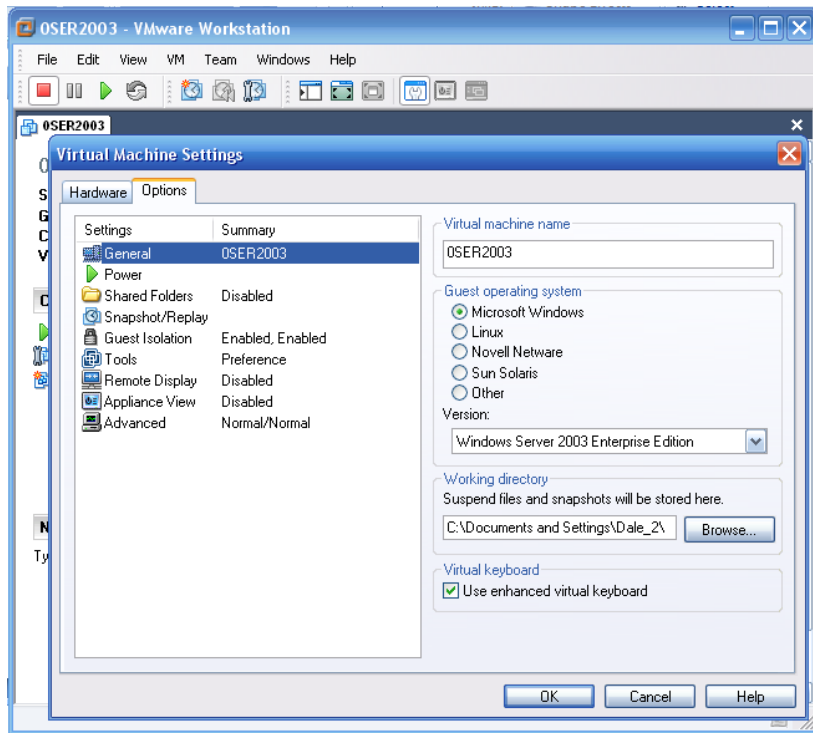 0SER2003 - VMware Workstation
File Edit View VM Team Windows Help
0SER2003
Virtual Machine Settings
Hardware Options
Settings Summary
General 0SER2003
Power
Shared Folders Disabled
Snapshot/Replay
Guest Isolation Enabled, Enabled
Tools Preference
Remote Display Disabled
Appliance View Disabled
Advanced Normal/Normal
Virtual machine name
0SER2003
Guest operating system
Microsoft Windows
Linux
Novell Netware
Sun Solaris
Other
Version:
Windows Server 2003 Enterprise Edition
Working directory
Suspend files and snapshots will be stored here.
C:\Documents and Settings\Dale_2\ Browse...
Virtual keyboard
Use enhanced virtual keyboard
OK Cancel Help